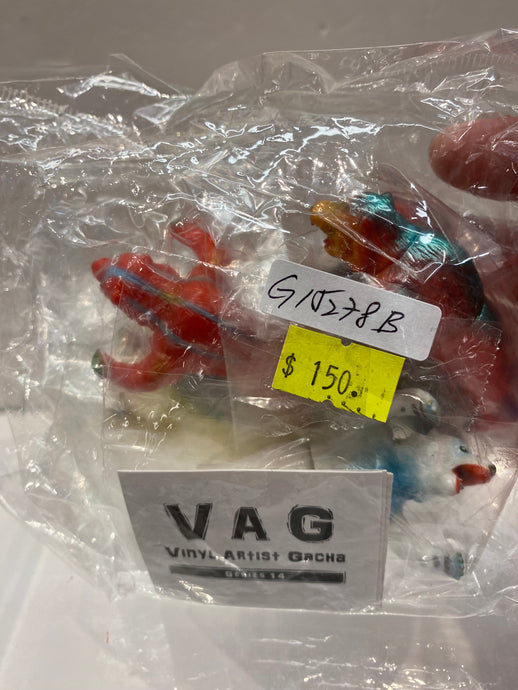 G15278B
$ 150.
VAG
VINYL ARTIST GACHA
SERIES 14